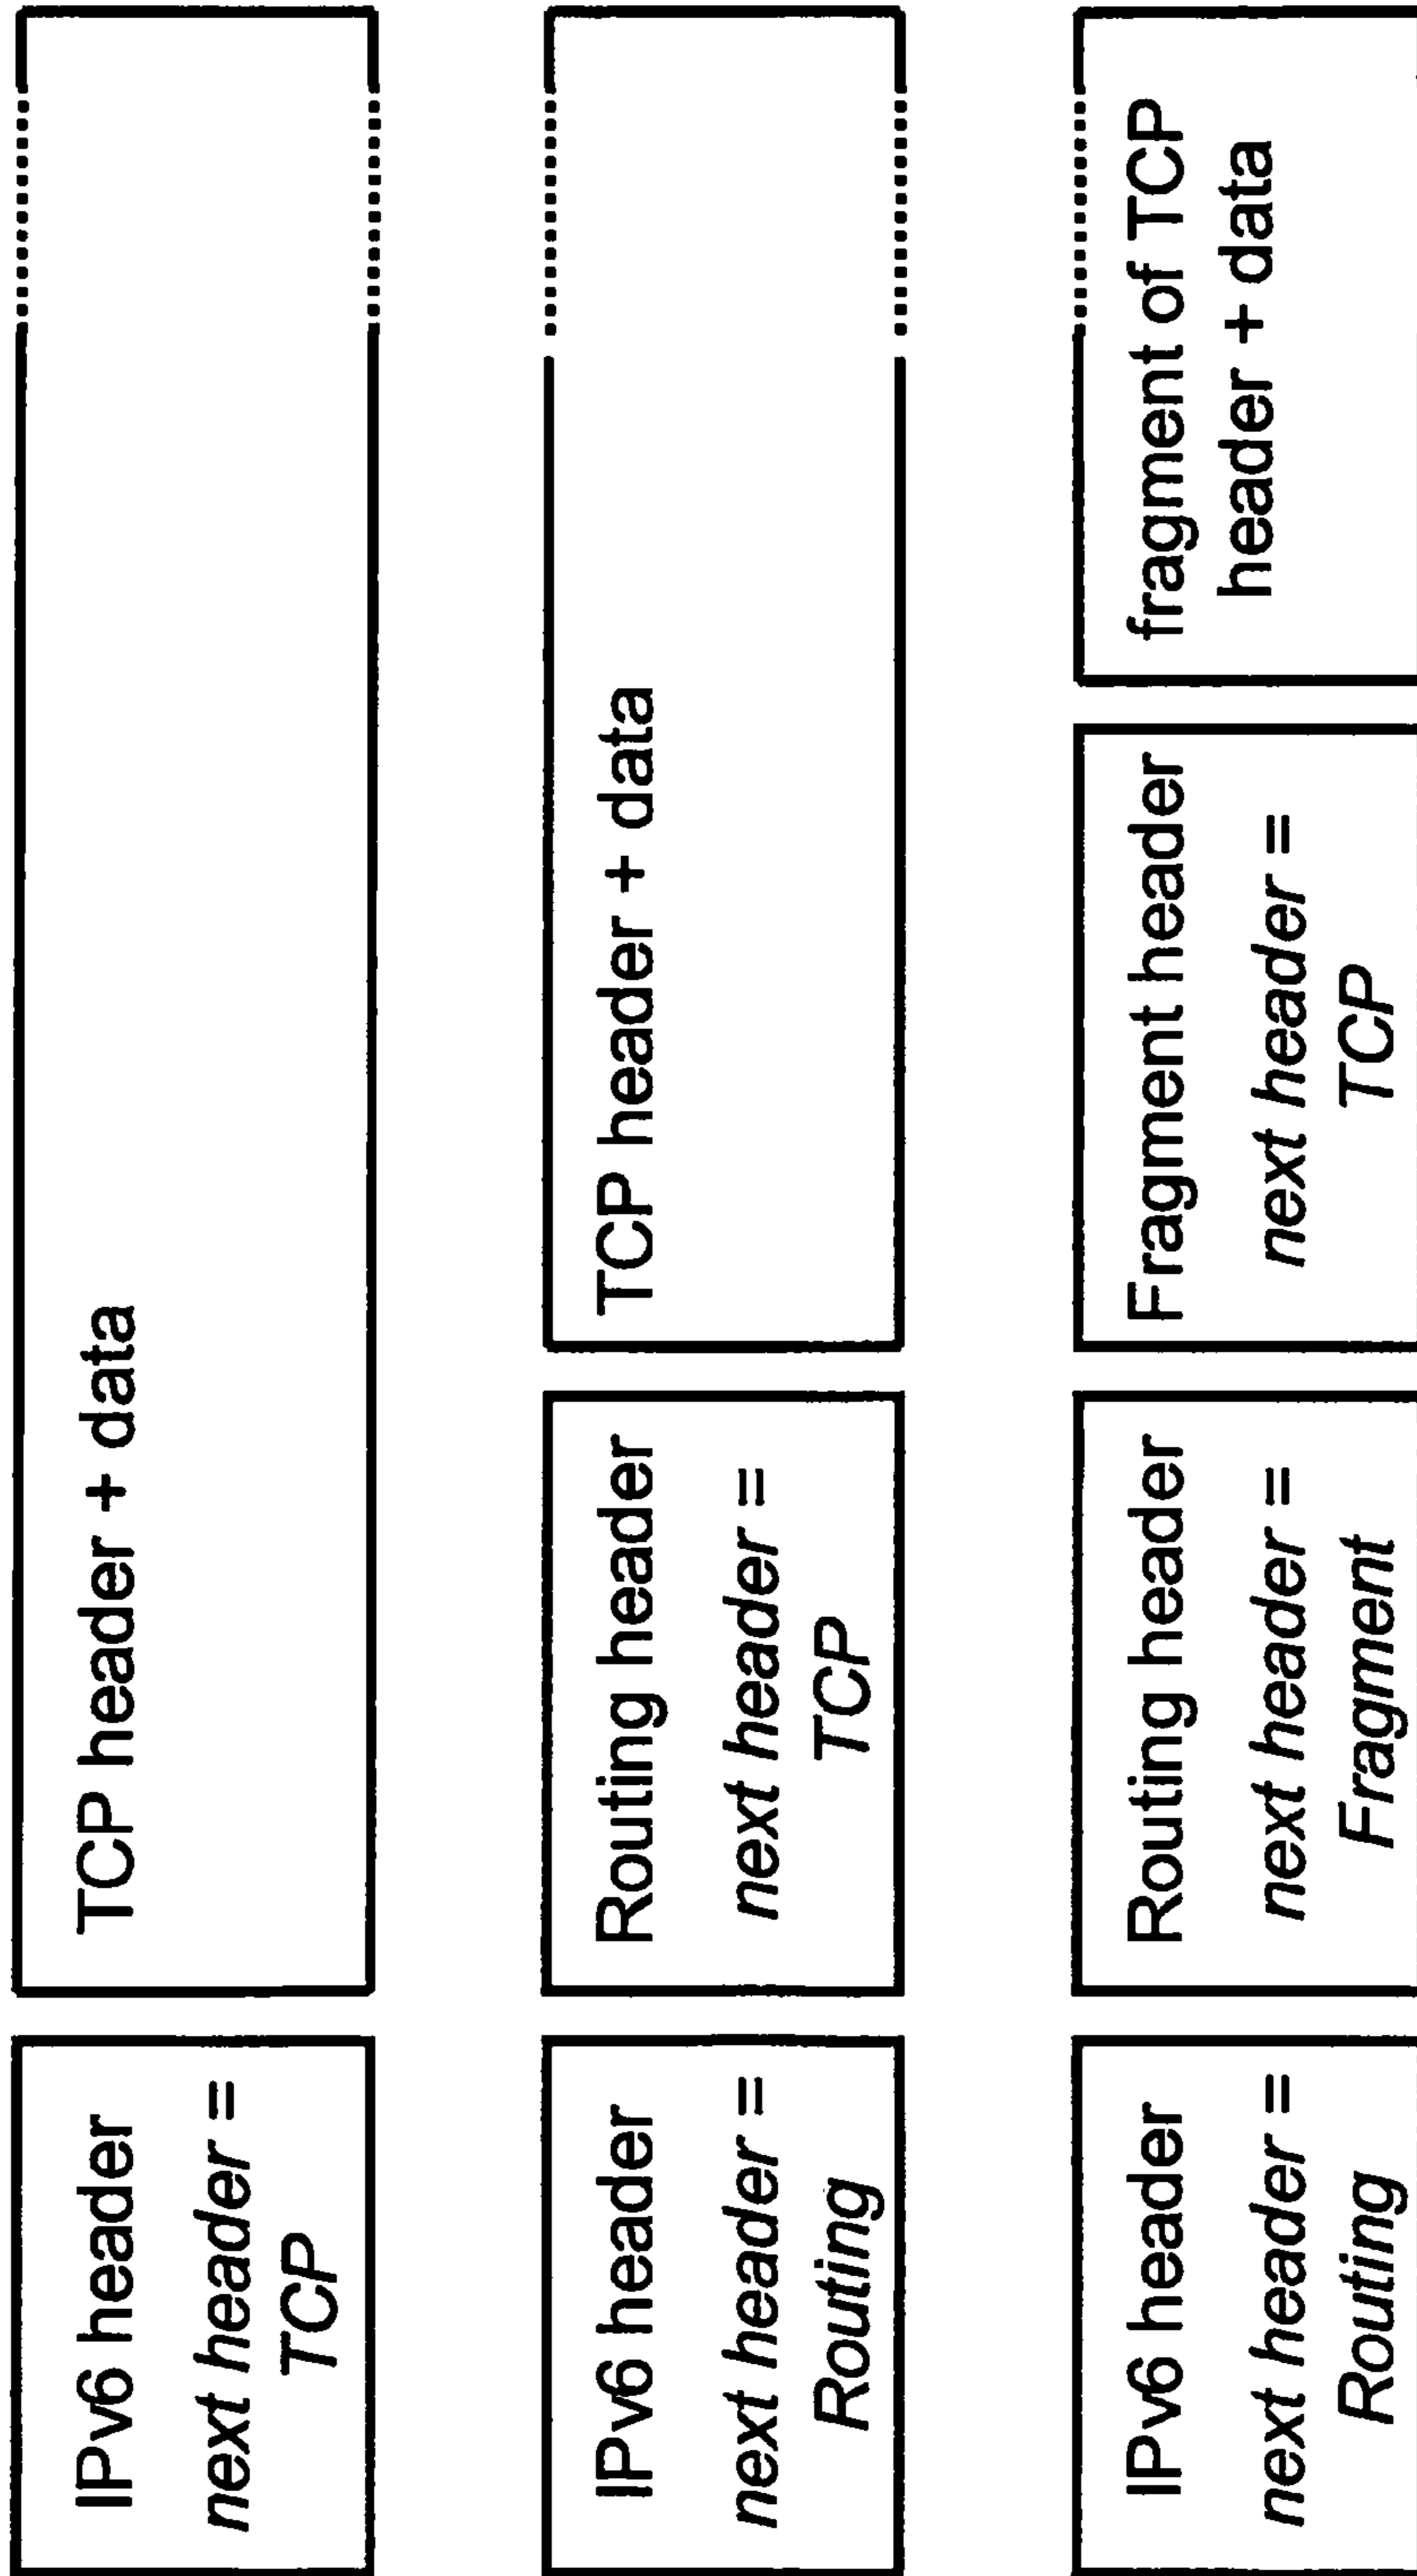 IPv6 header
next header =
TCP
TCP header + data
IPv6 header
next header =
Routing
Routing header
next header =
TCP
TCP header + data
IPv6 header
next header =
Routing
Routing header
next header =
Fragment
Fragment header
next header =
TCP
fragment of TCP
header + data